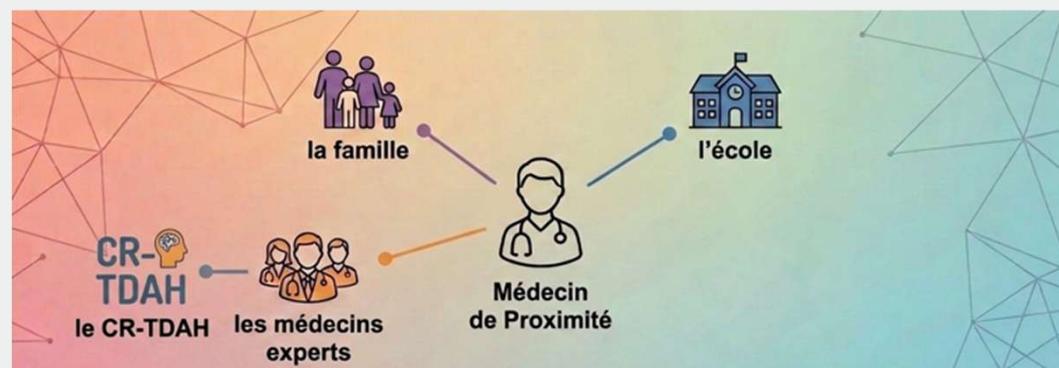 la famille
l'école
CR-
TDAH
le CR-TDAH
les médecins
experts
Médecin
de Proximité